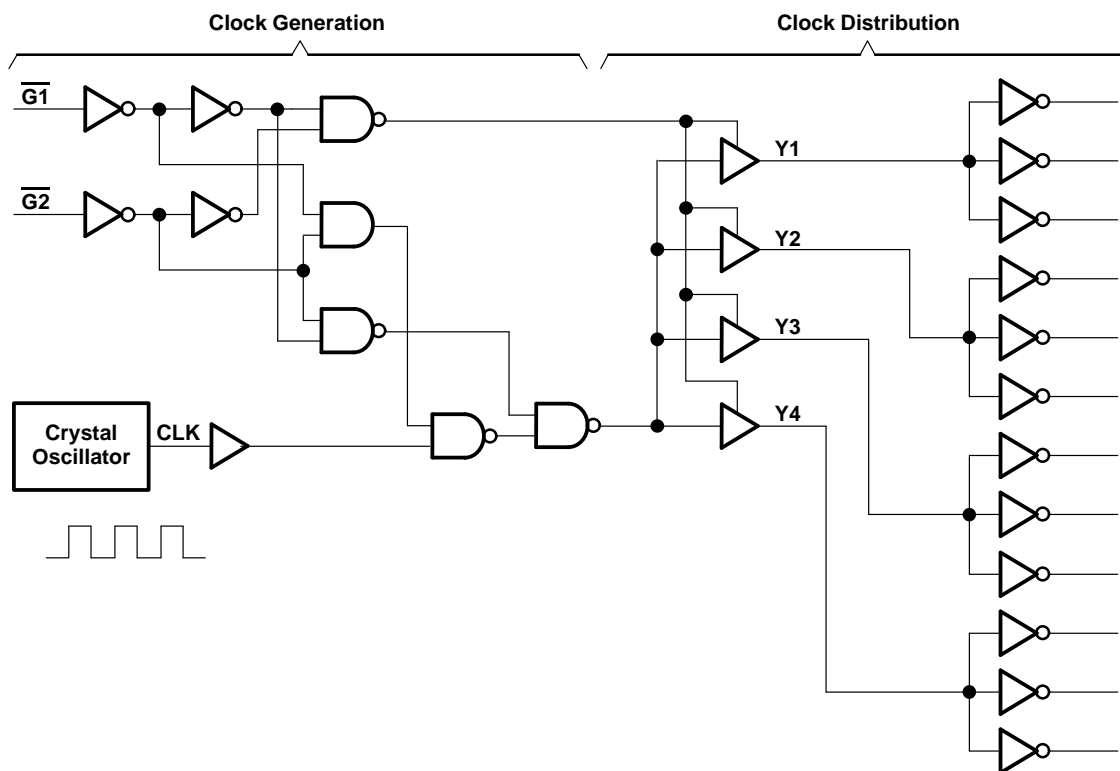 Clock Generation
Clock Distribution
G1
G2
Y1
Y2
Y3
Y4
Crystal
Oscillator
CLK